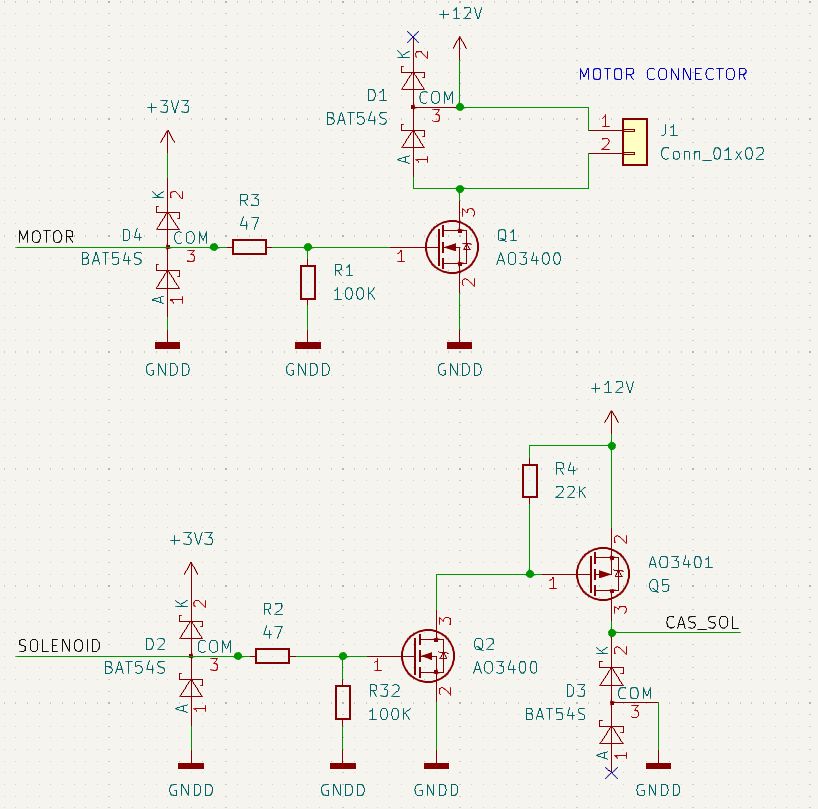 +12V
K
2
MOTOR CONNECTOR
D1
BAT54S
COM
3
A
1
1
2
J1
Conn_01x02
+3V3
K
2
R3
47
3
MOTOR
D4
BAT54S
COM
3
1
Q1
AO3400
R1
100K
2
A
1
GNDD
GNDD
GNDD
+12V
R4
22K
+3V3
2
AO3401
Q5
1
3
K
2
R2
47
3
CAS_SOL
SOLENOID
D2
BAT54S
COM
3
1
Q2
AO3400
K
2
R32
100K
2
D3
BAT54S
COM
3
A
1
A
1
GNDD
GNDD
GNDD
GNDD